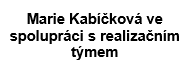 Marie Kabíčková ve
spolupráci s realizačním
týmem